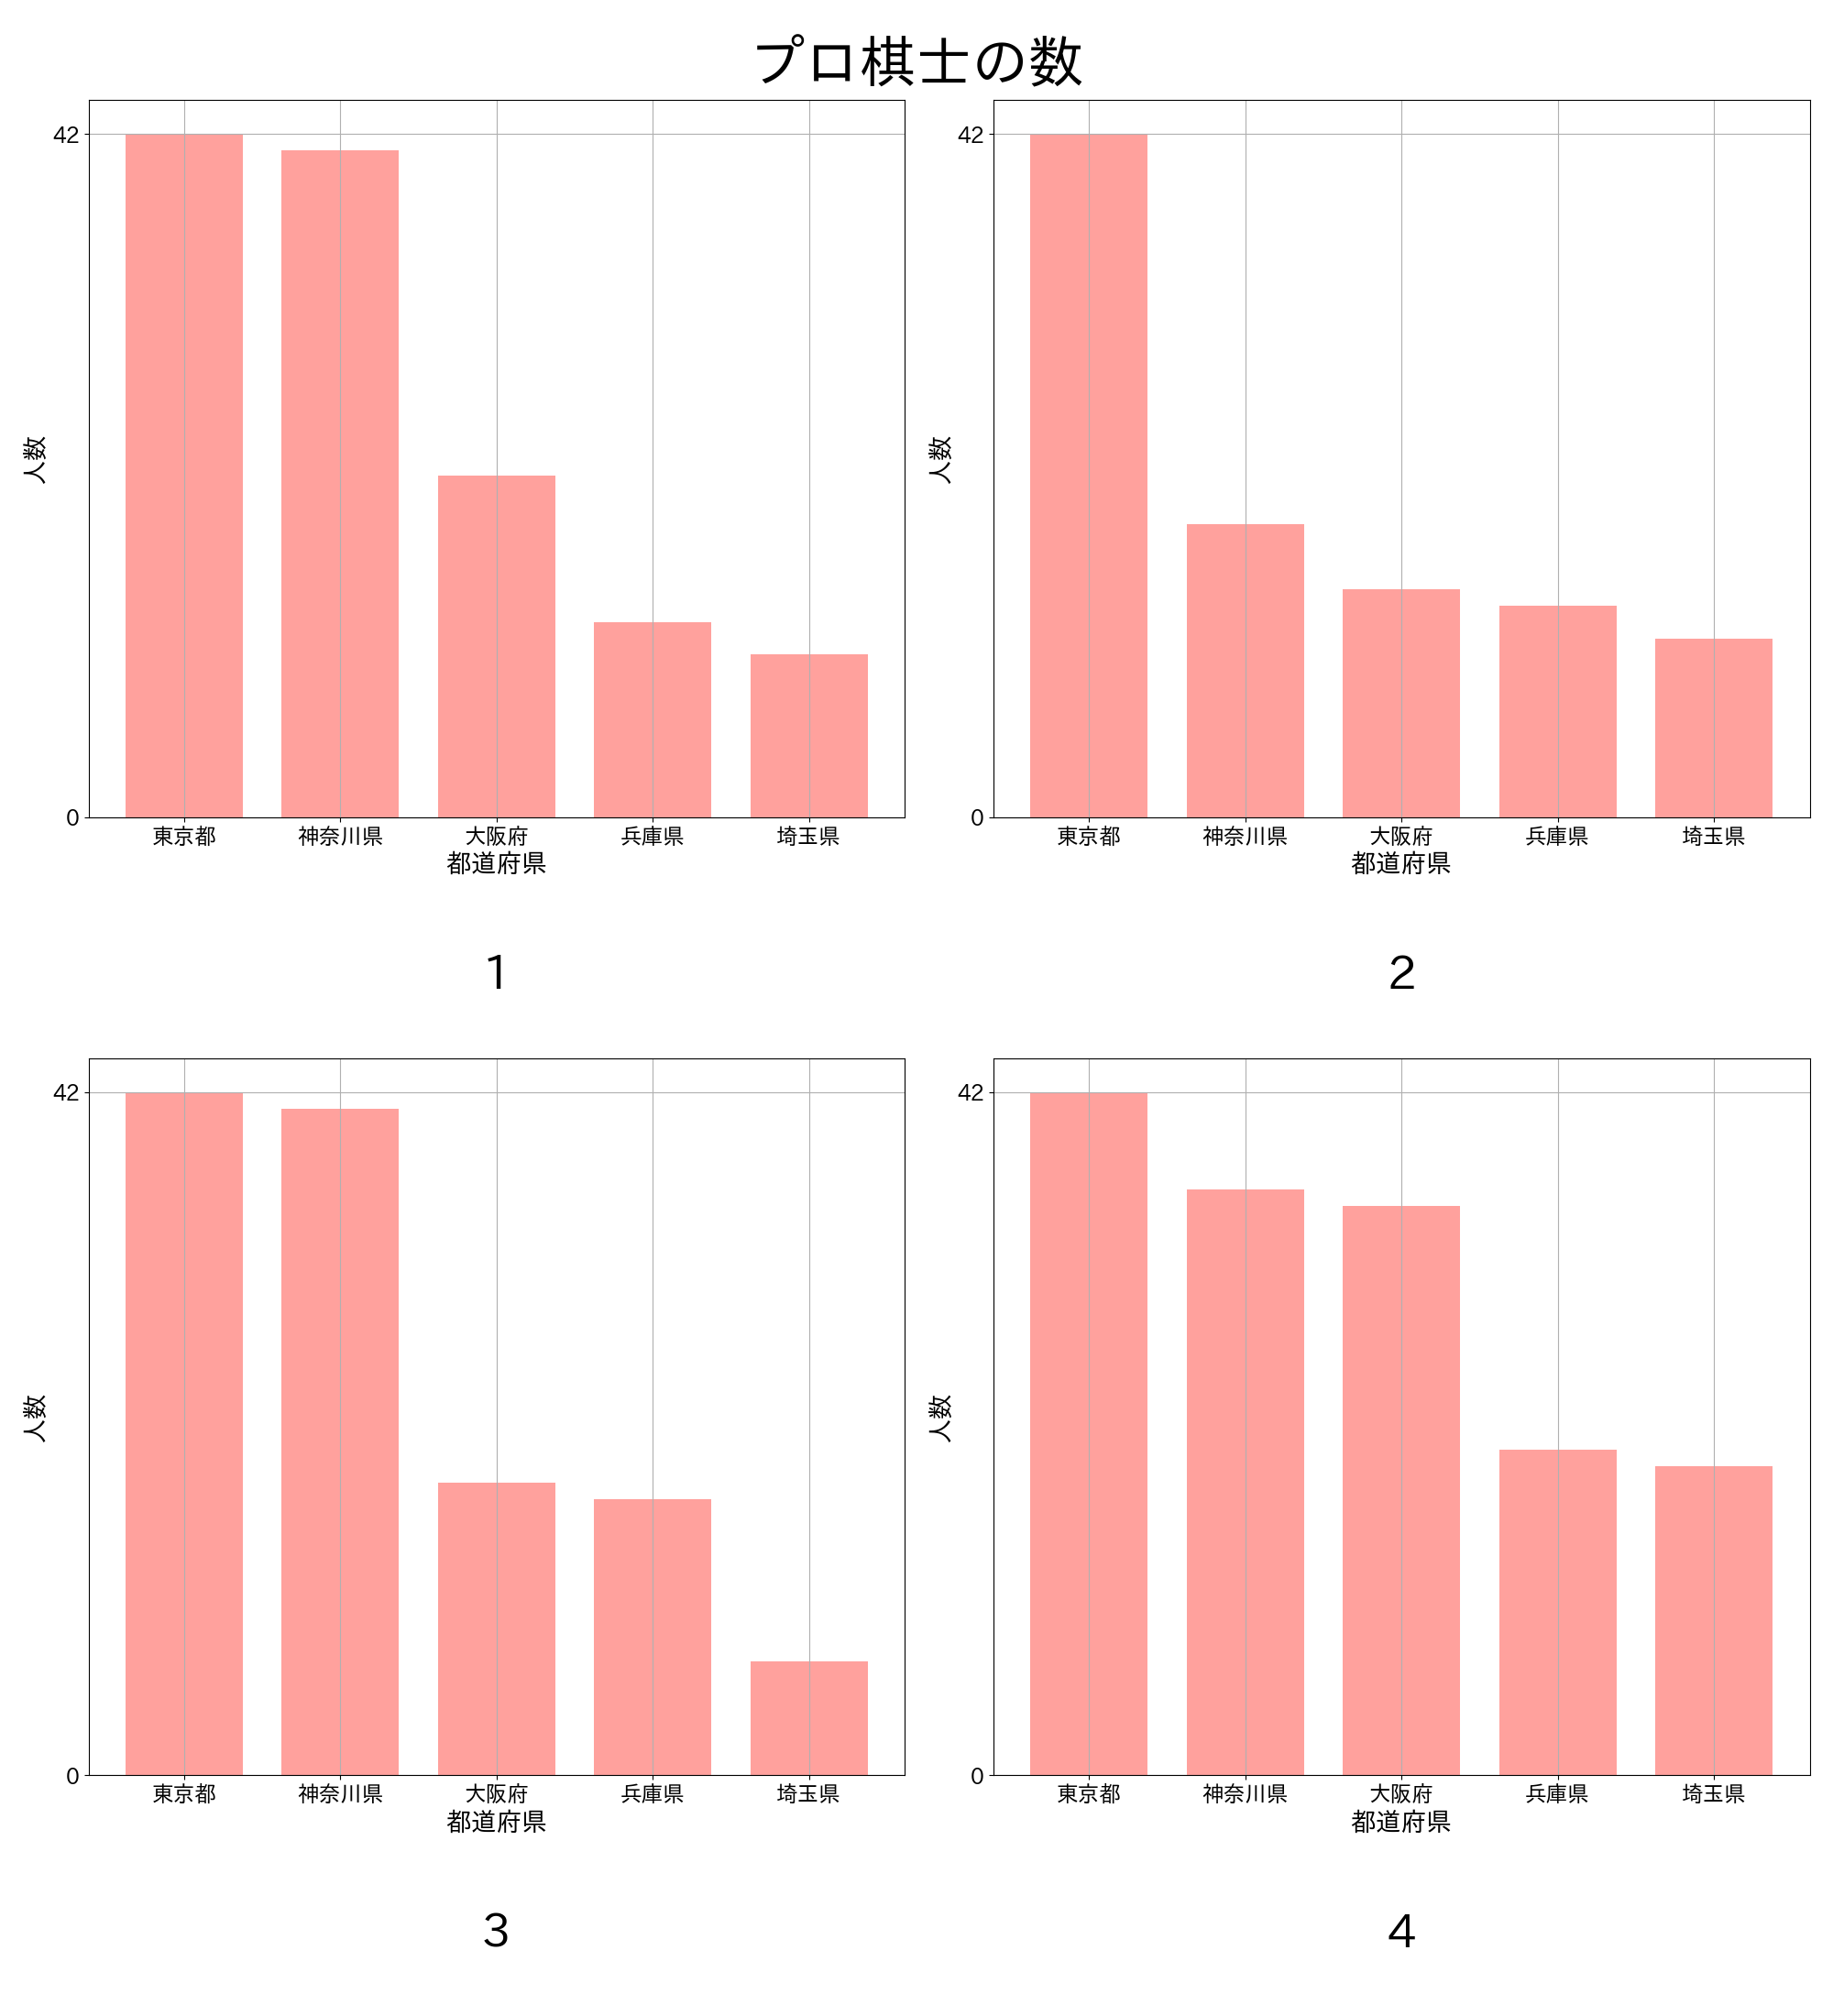 プロ棋士の数
42
人数
0
東京都 神奈川県 大阪府 兵庫県 埼玉県
都道府県
1
42
人数
0
東京都 神奈川県 大阪府 兵庫県 埼玉県
都道府県
2
42
人数
0
東京都 神奈川県 大阪府 兵庫県 埼玉県
都道府県
3
42
人数
0
東京都 神奈川県 大阪府 兵庫県 埼玉県
都道府県
4